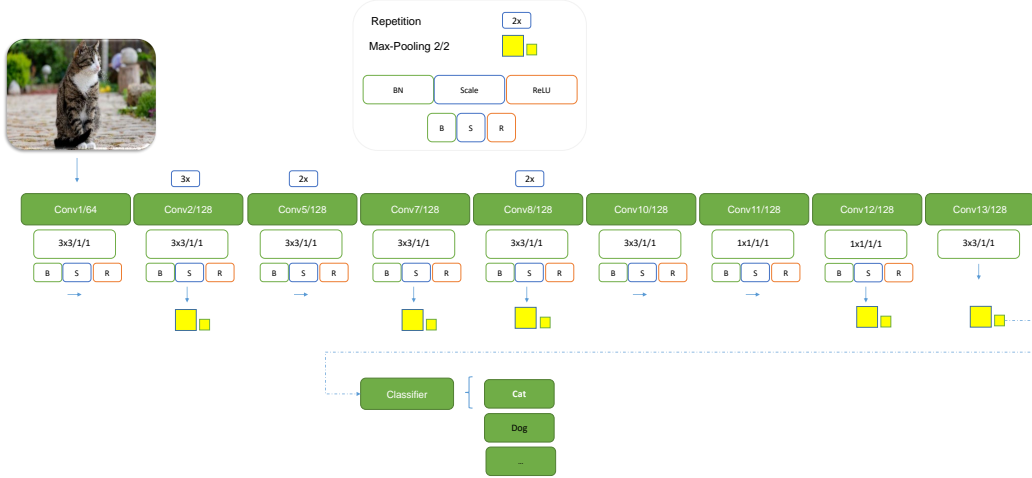 Repetition 2x
Max-Pooling 2/2
BN Scale ReLU
B S R
3x 2x 2x
Conv1/64 Conv2/128 Conv5/128 Conv7/128 Conv8/128 Conv10/128 Conv11/128 Conv12/128 Conv13/128
3x3/1/1 3x3/1/1 3x3/1/1 3x3/1/1 3x3/1/1 3x3/1/1 1x1/1/1 1x1/1/1 3x3/1/1
B S R B S R B S R B S R B S R B S R B S R B S R
Classifier Cat
Dog
...